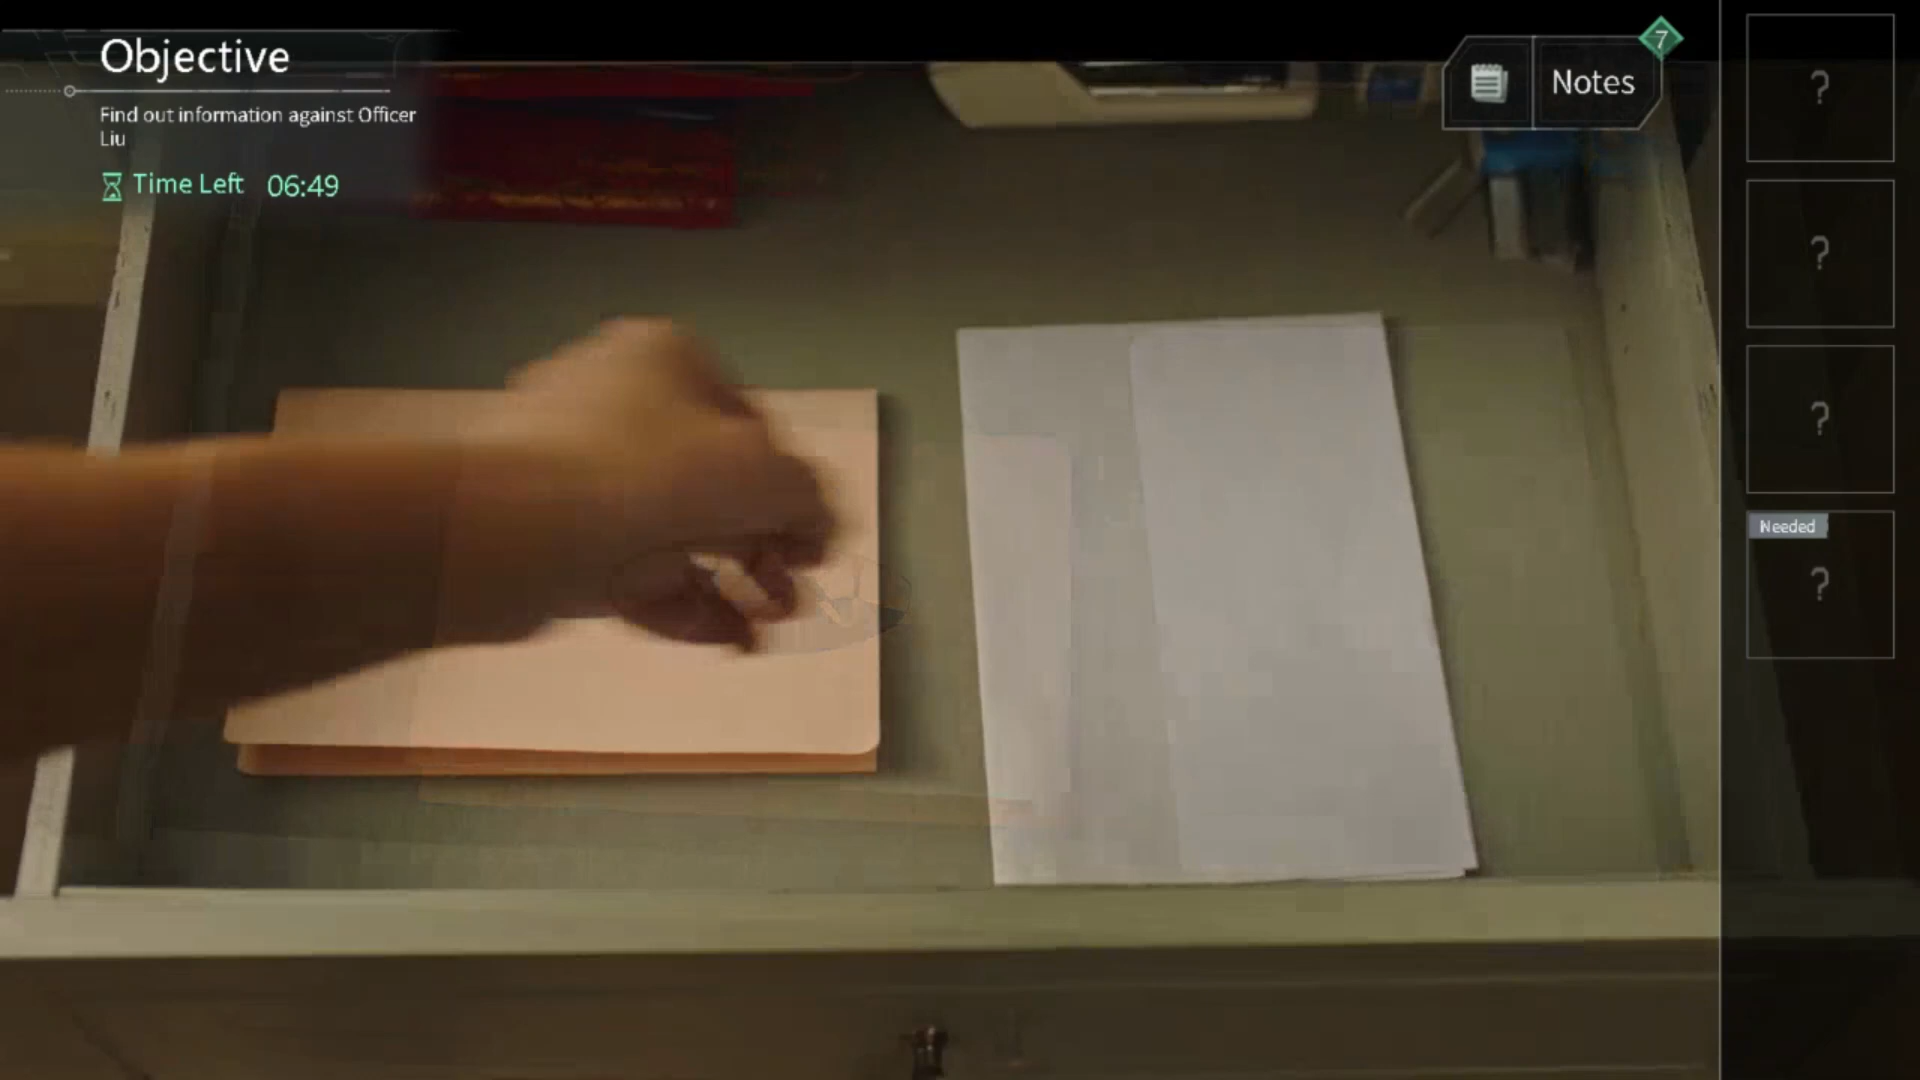 Objective
Find out information against Officer
Liu
Time Left 06:49
7
Notes
?
?
?
Needed
?